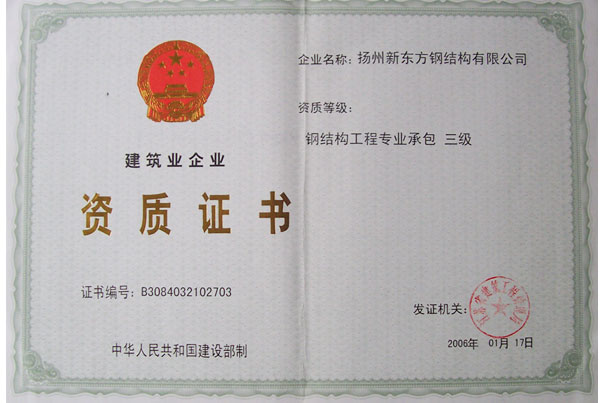 建筑业企业
资质证书
证书编号：B3084032102703
中华人民共和国建设部制
企业名称：扬州新东方钢结构有限公司
资质等级：
钢结构工程专业承包 三级
发证机关：
2006年 01月17日